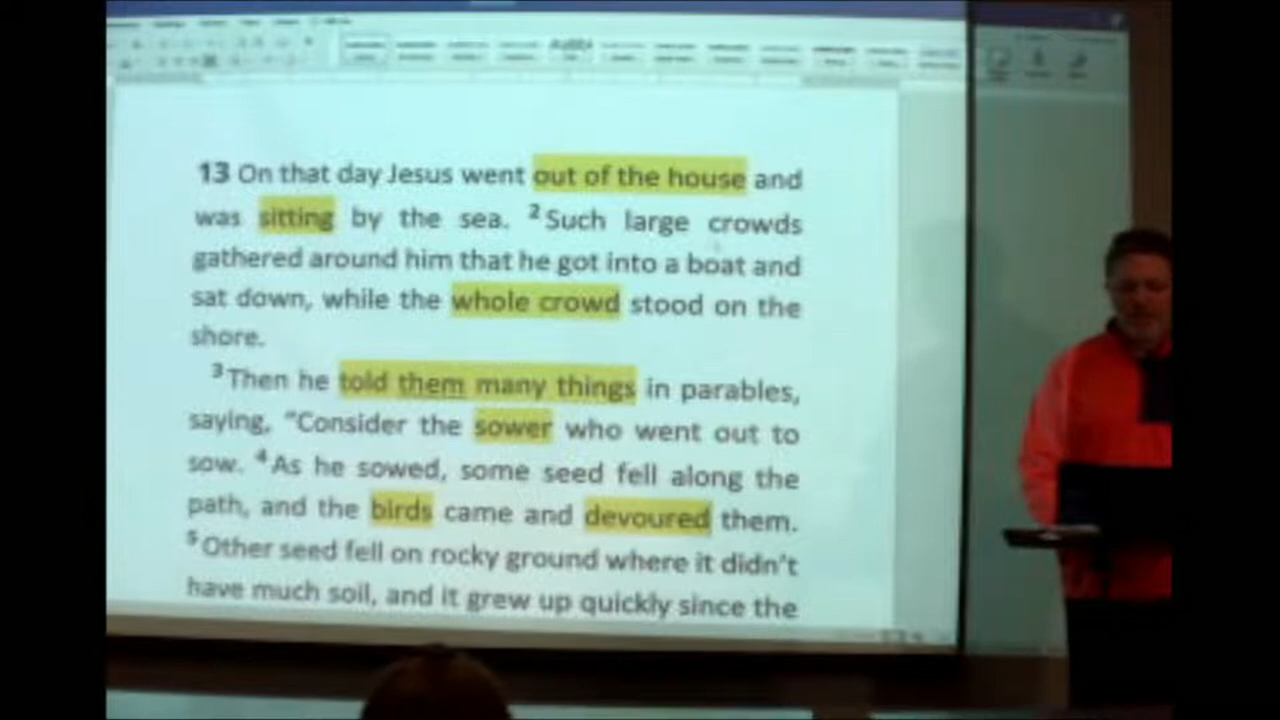 13 On that day Jesus went out of the house and
was sitting by the sea. 2 Such large crowds
gathered around him that he got into a boat and
sat down, while the whole crowd stood on the
shore.
3 Then he told them many things in parables,
saying, “Consider the sower who went out to
sow. 4 As he sowed, some seed fell along the
path, and the birds came and devoured them.
5 Other seed fell on rocky ground where it didn’t
have much soil, and it grew up quickly since the